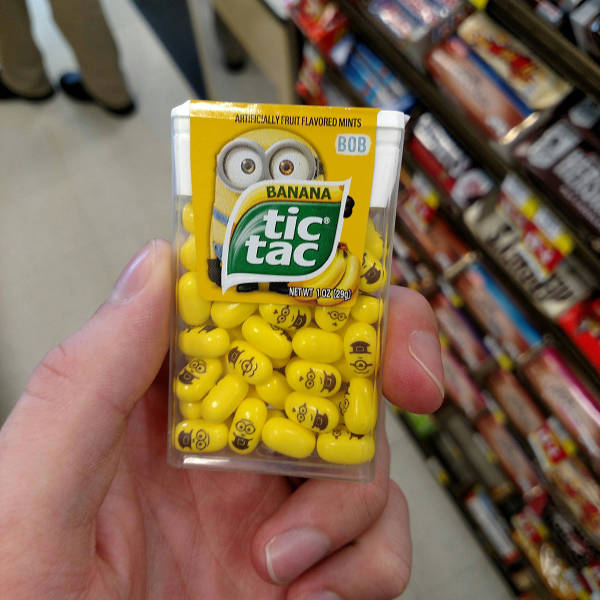 ARTIFICIALLY FRUIT FLAVORED MINTS
BOB
BANANA
tic®
tac
NET WT 1 OZ (29g)